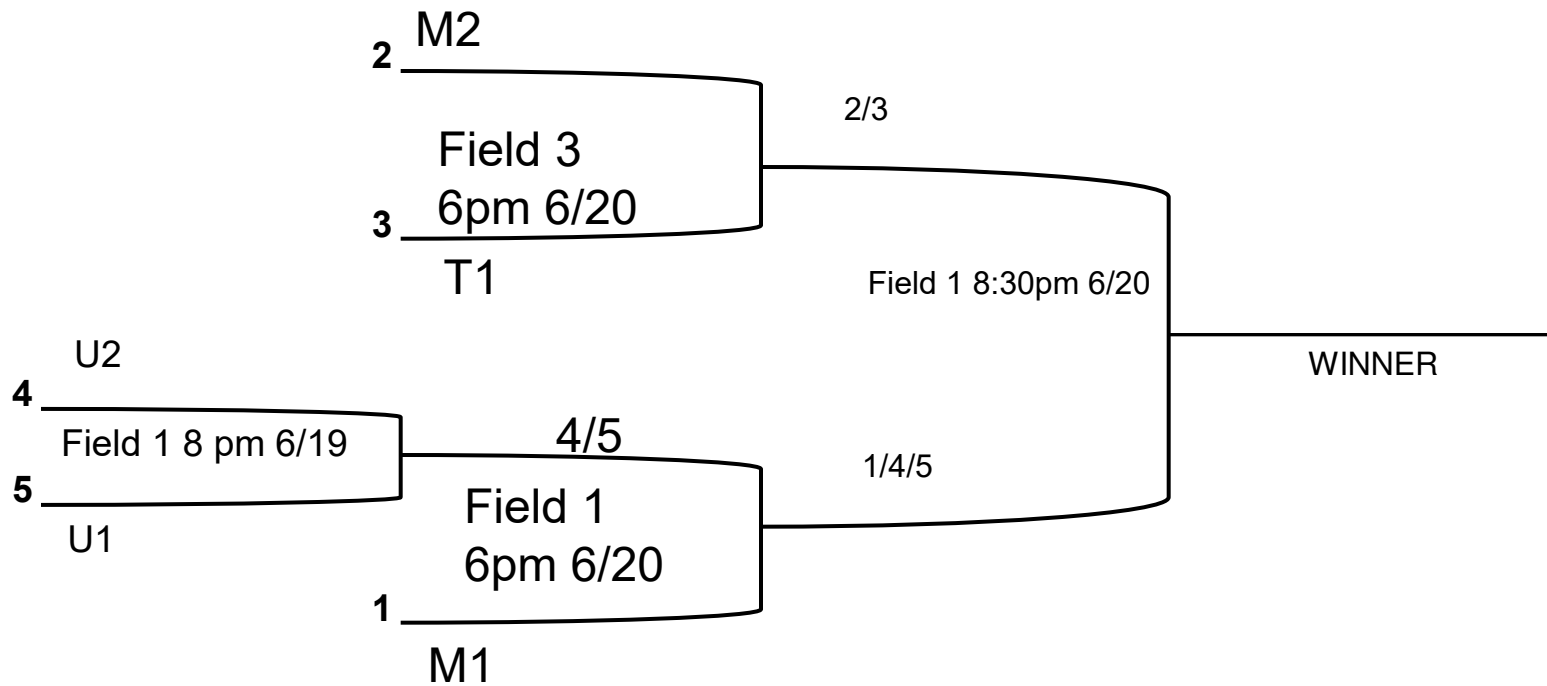 M2
2
2/3
Field 3
6pm 6/20
3
T1
Field 1 8:30pm 6/20
U2
WINNER
4
4/5
Field 1 8 pm 6/19
1/4/5
5
Field 1
U1
6pm 6/20
1
M1